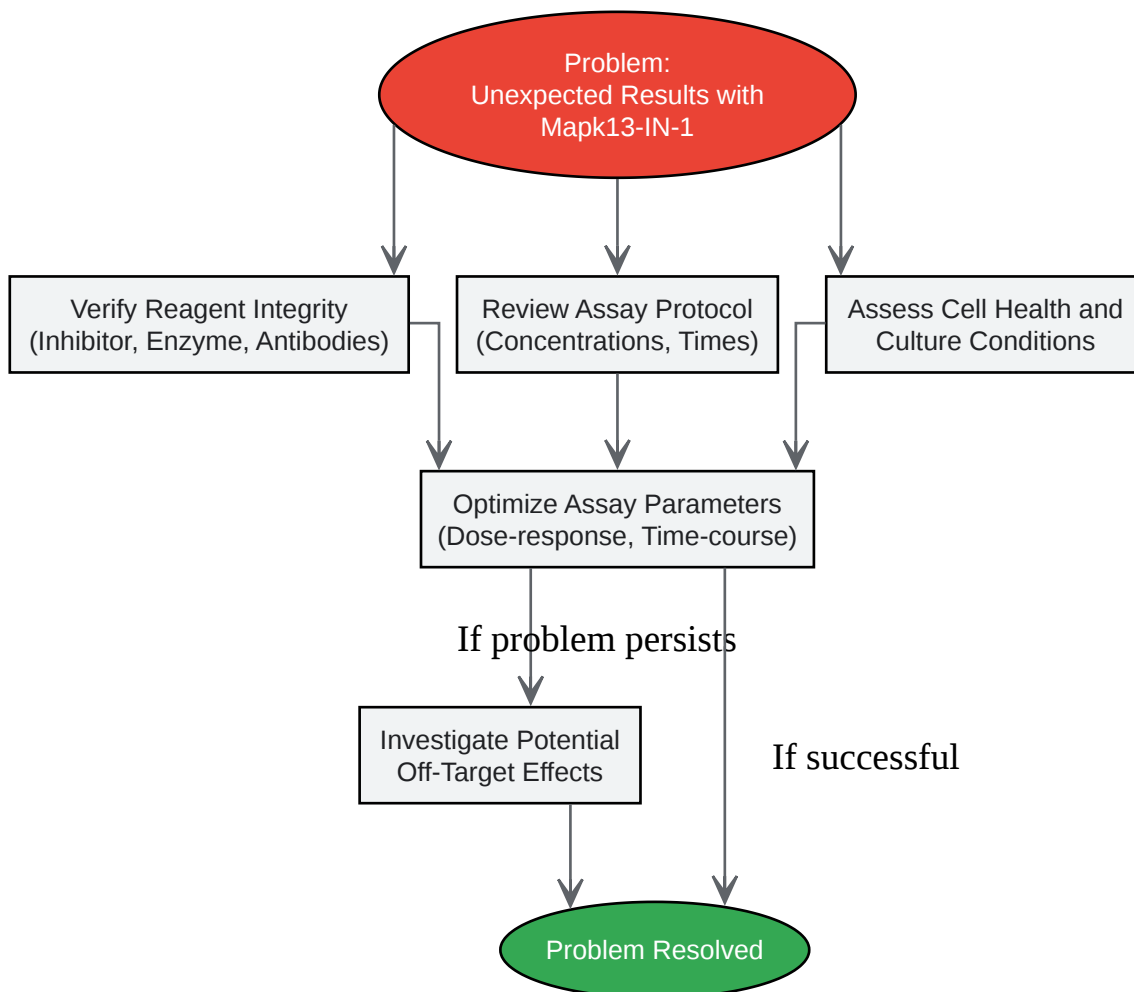 Problem:
Unexpected Results with
Mapk13-IN-1
Verify Reagent Integrity
(Inhibitor, Enzyme, Antibodies)
Review Assay Protocol
(Concentrations, Times)
Assess Cell Health and
Culture Conditions
Optimize Assay Parameters
(Dose-response, Time-course)
If problem persists
Investigate Potential
Off-Target Effects
If successful
Problem Resolved